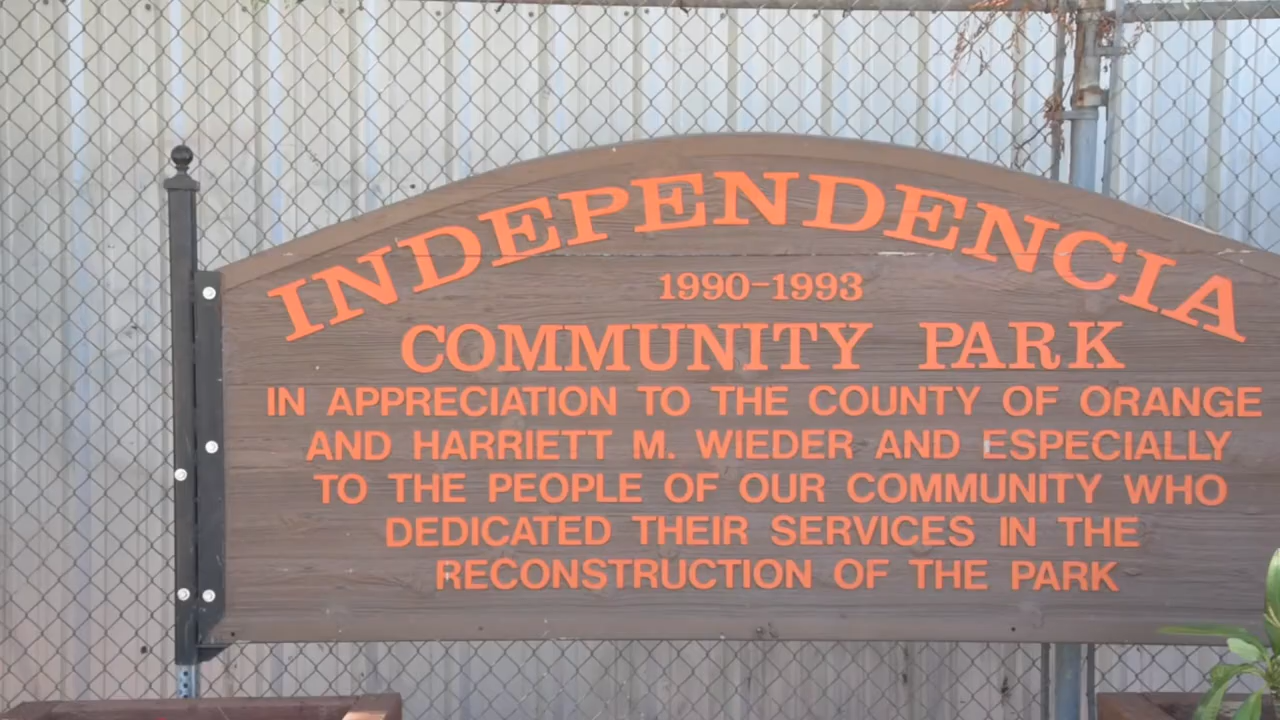 INDEPENDENCIA
1990-1993
COMMUNITY PARK
IN APPRECIATION TO THE COUNTY OF ORANGE
AND HARRIETT M. WIEDER AND ESPECIALLY
TO THE PEOPLE OF OUR COMMUNITY WHO
DEDICATED THEIR SERVICES IN THE
RECONSTRUCTION OF THE PARK